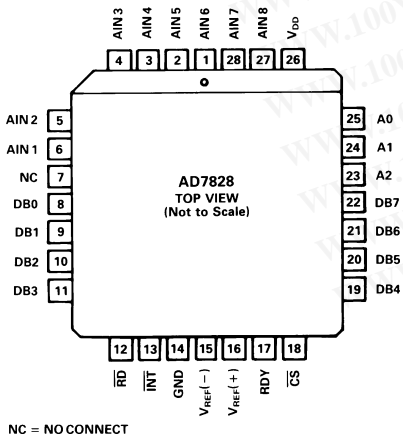 AIN 3
AIN 4
AIN 5
AIN 6
AIN 7
AIN 8
VDD
4
3
2
1
28
27
26
AIN 2 5
AIN 1 6
NC 7
DB0 8
DB1 9
DB2 10
DB3 11
AD7828
TOP VIEW
(Not to Scale)
25 A0
24 A1
23 A2
22 DB7
21 DB6
20 DB5
19 DB4
12
13
14
15
16
17
18
RD
INT
GND
VREF(−)
VREF(+)
RDY
CS
NC = NO CONNECT